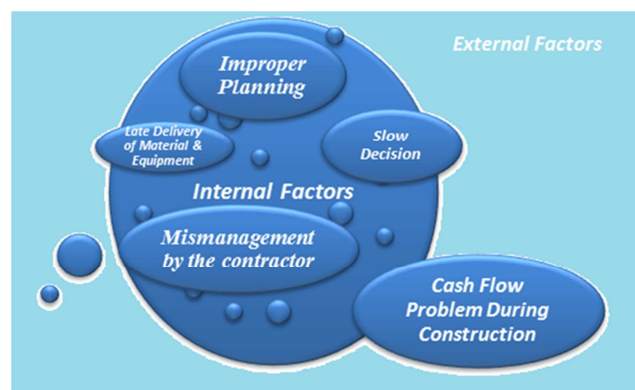 External Factors
Improper
Planning
Late Delivery
of Material &
Equipment
Slow
Decision
Internal Factors
Mismanagement
by the contractor
Cash Flow
Problem During
Construction